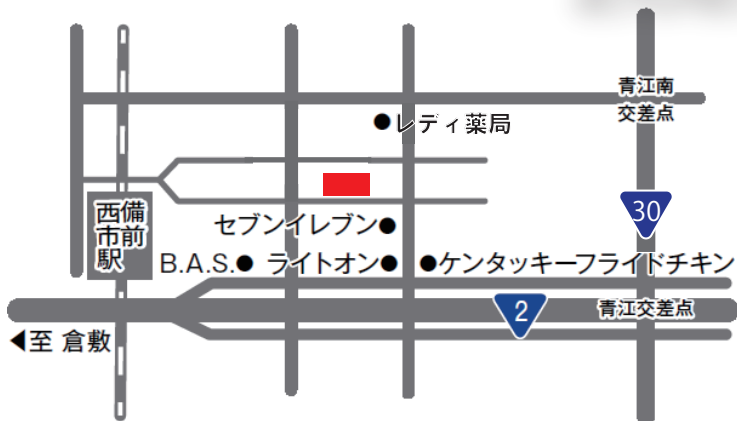 青江南
交差点
●レディ薬局
備前
西市駅
セブンイレブン●
30
B.A.S.● ライトオン● ●ケンタッキーフライドチキン
2
青江交差点
◀至 倉敷